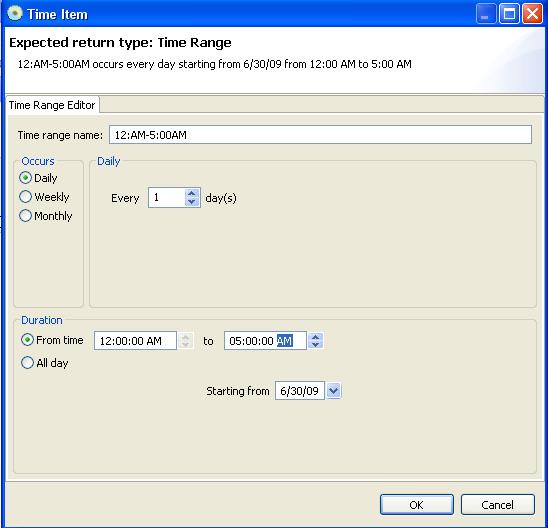 Time Item
Expected return type: Time Range
12:AM-5:00AM occurs every day starting from 6/30/09 from 12:00 AM to 5:00 AM
Time Range Editor
Time range name: 12:AM-5:00AM
Occurs
Daily
Weekly
Monthly
Daily
Every 1 day(s)
Duration
From time 12:00:00 AM to 05:00:00 AM
All day
Starting from 6/30/09
OK Cancel